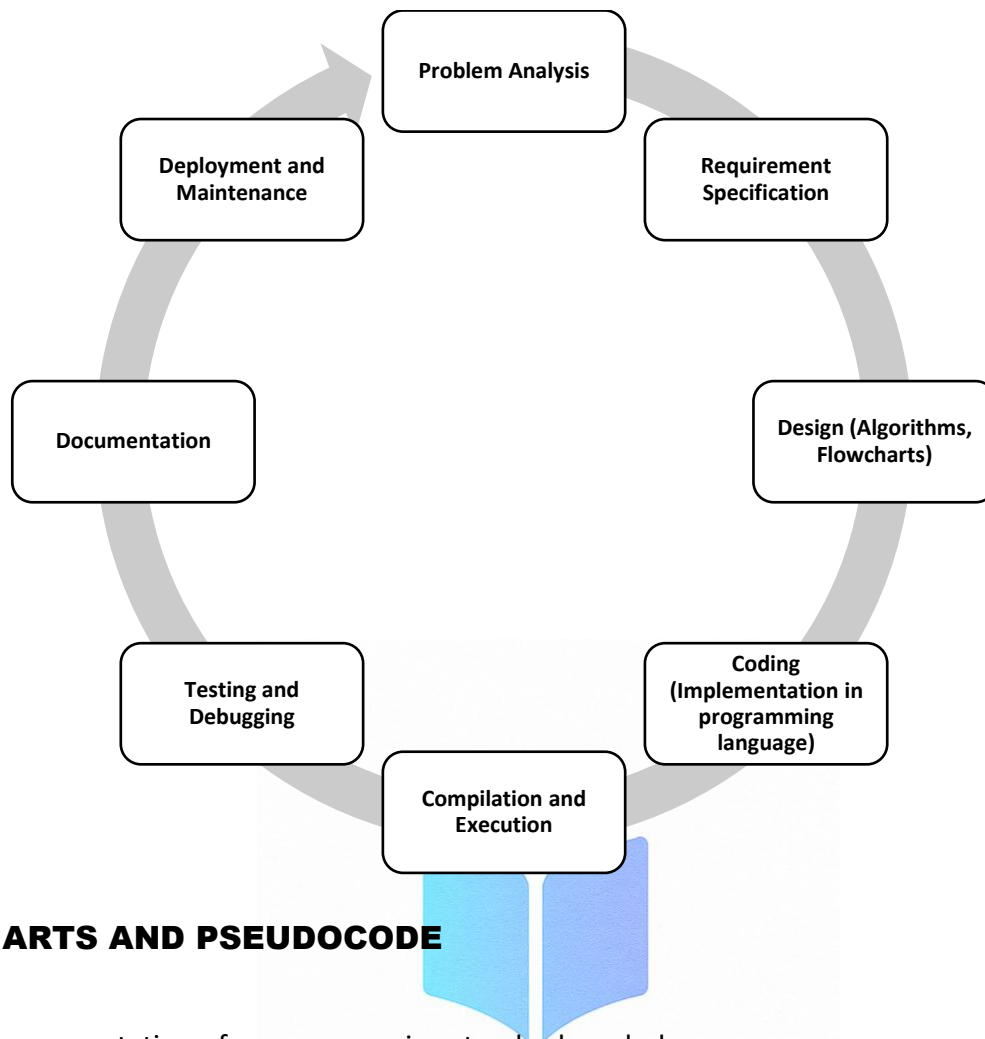 Problem Analysis
Requirement
Specification
Design (Algorithms,
Flowcharts)
Coding
(Implementation in
programming
language)
Compilation and
Execution
Testing and
Debugging
Documentation
Deployment and
Maintenance
ARTS AND PSEUDOCODE